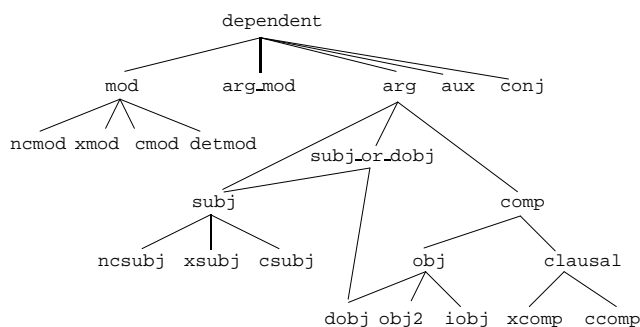 dependent
mod arg_mod arg aux conj
ncmod xmod cmod detmod
subj_or_dobj
subj comp
ncsubj xsubj csubj obj clausal
dobj obj2 iobj xcomp ccomp